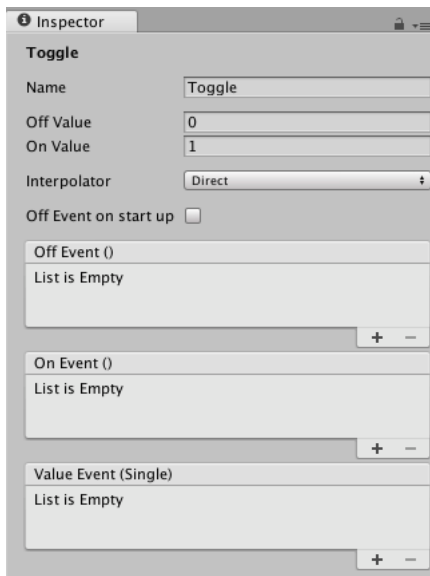 Inspector
Toggle
Name Toggle
Off Value 0
On Value 1
Interpolator Direct
Off Event on start up
Off Event ()
List is Empty
+ −
On Event ()
List is Empty
+ −
Value Event (Single)
List is Empty
+ −